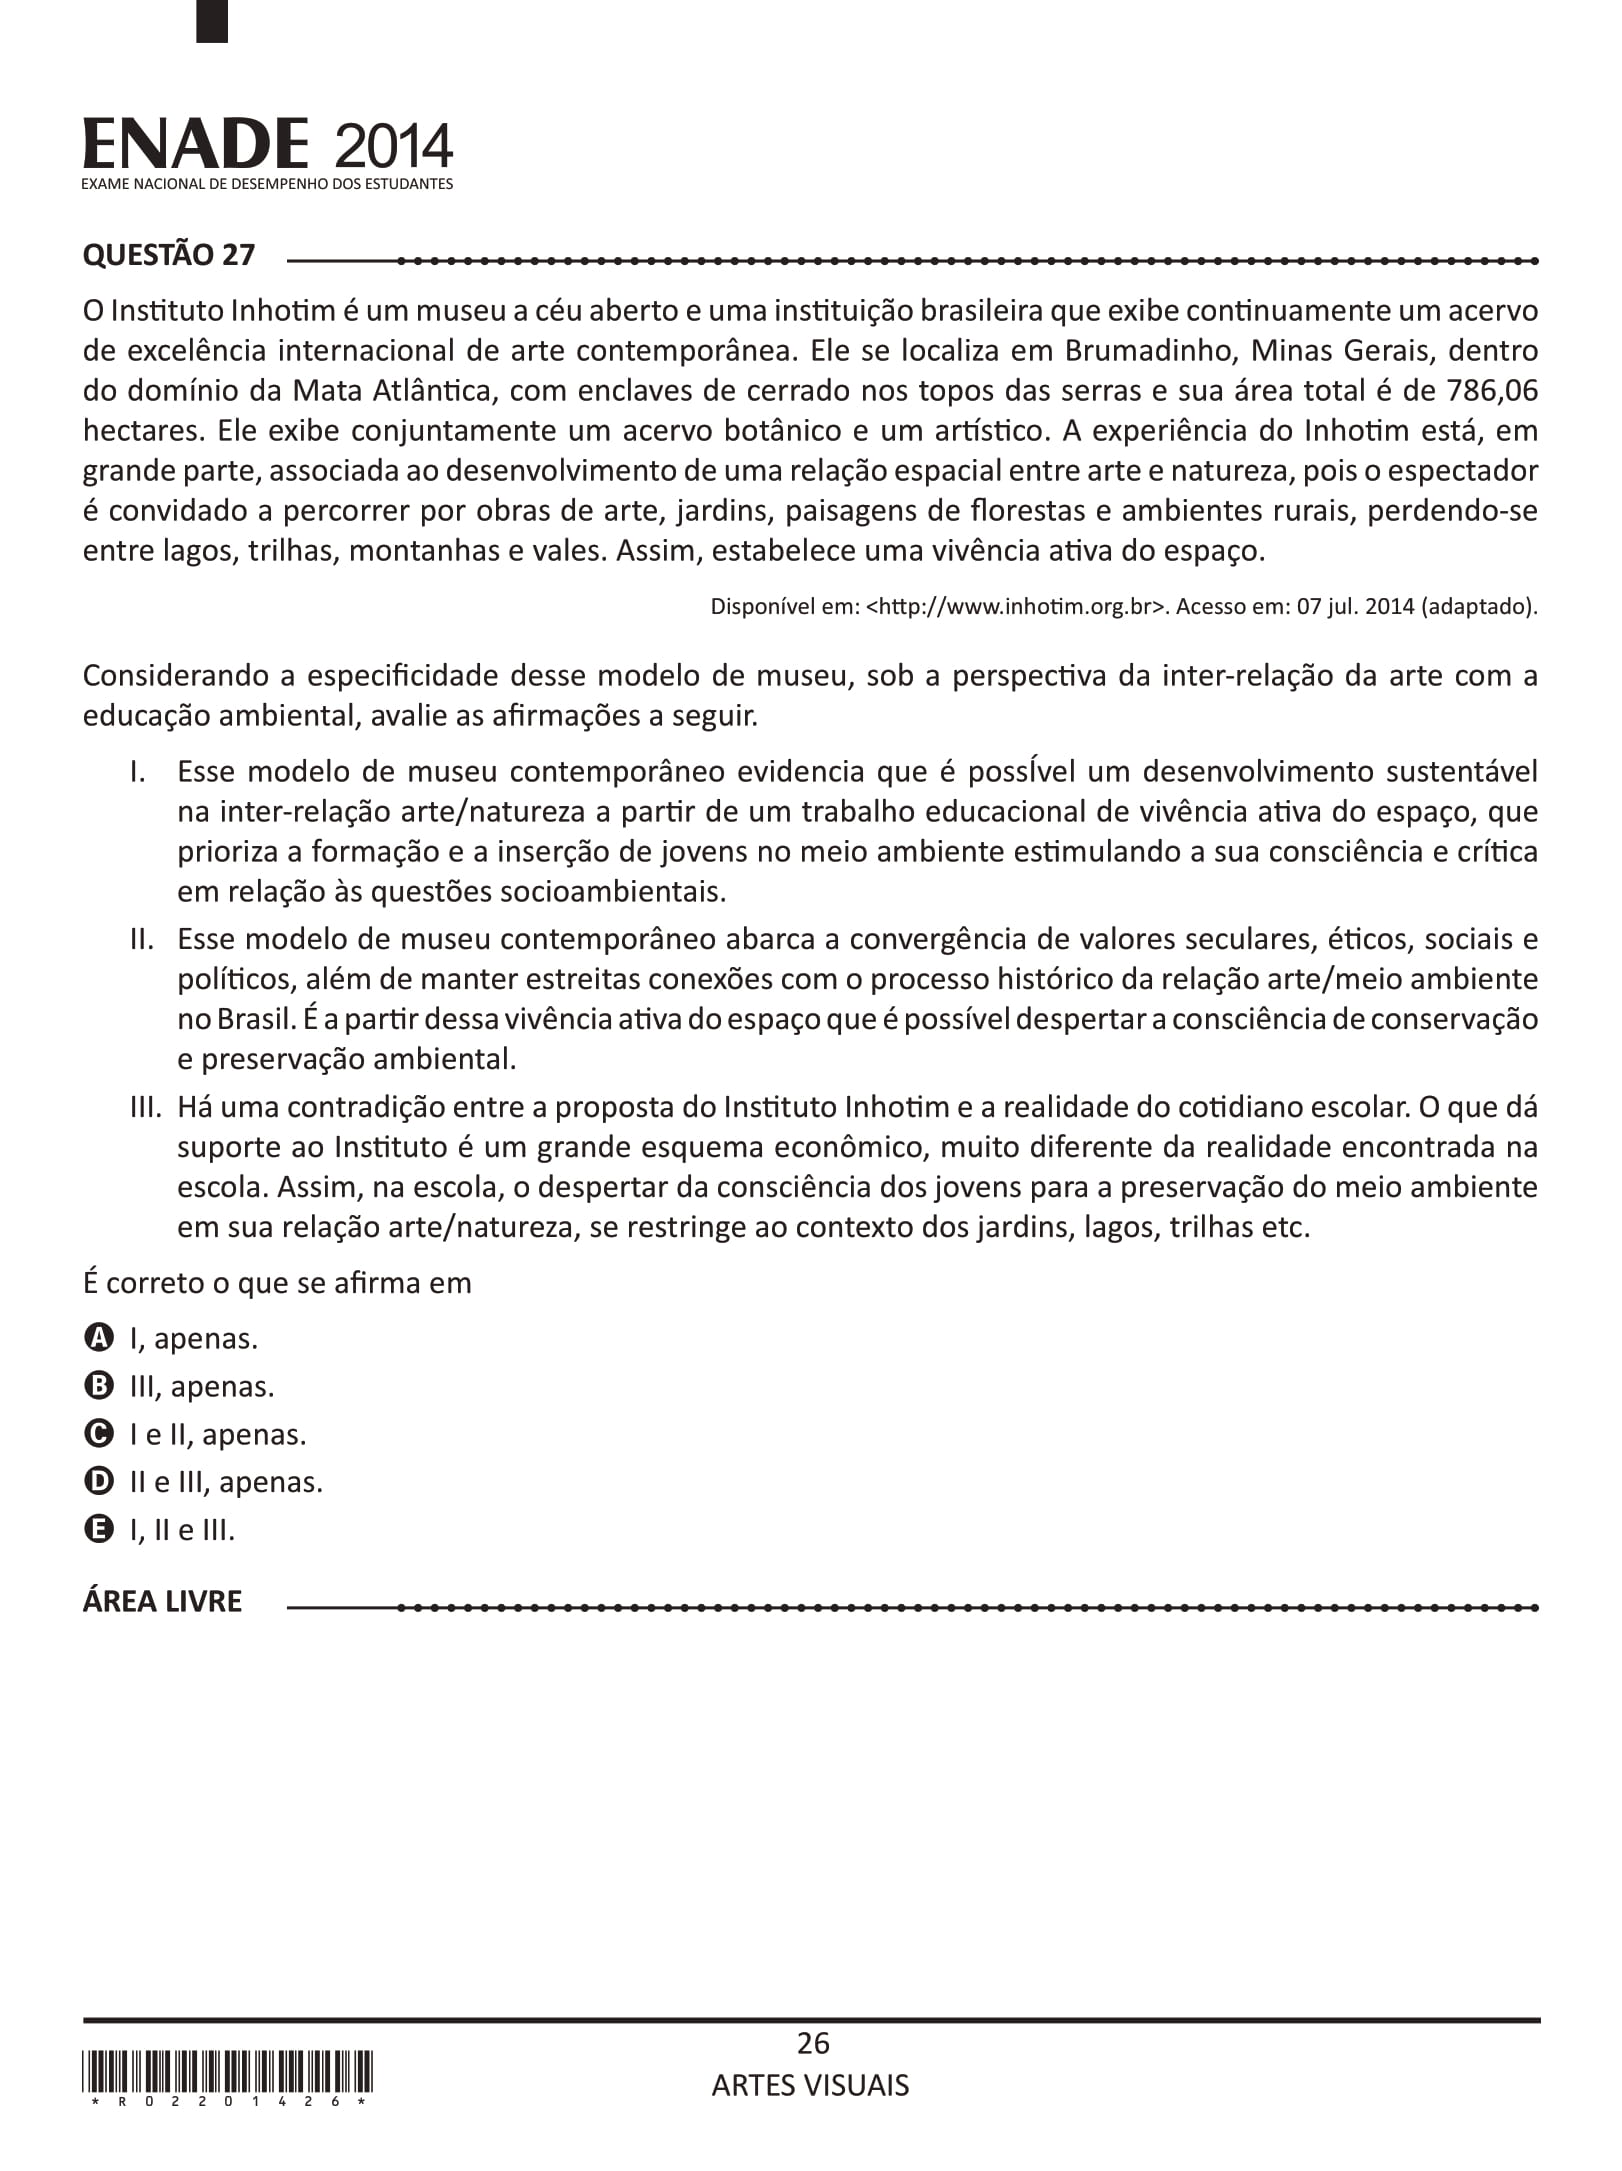 ENADE 2014
EXAME NACIONAL DE DESEMPENHO DOS ESTUDANTES
QUESTÃO 27
O Instituto Inhotim é um museu a céu aberto e uma instituição brasileira que exibe continuamente um acervo
de excelência internacional de arte contemporânea. Ele se localiza em Brumadinho, Minas Gerais, dentro
do domínio da Mata Atlântica, com enclaves de cerrado nos topos das serras e sua área total é de 786,06
hectares. Ele exibe conjuntamente um acervo botânico e um artístico. A experiência do Inhotim está, em
grande parte, associada ao desenvolvimento de uma relação espacial entre arte e natureza, pois o espectador
é convidado a percorrer por obras de arte, jardins, paisagens de florestas e ambientes rurais, perdendo-se
entre lagos, trilhas, montanhas e vales. Assim, estabelece uma vivência ativa do espaço.
Disponível em: <http://www.inhotim.org.br>. Acesso em: 07 jul. 2014 (adaptado).
Considerando a especificidade desse modelo de museu, sob a perspectiva da inter-relação da arte com a
educação ambiental, avalie as afirmações a seguir.
I. Esse modelo de museu contemporâneo evidencia que é possÍvel um desenvolvimento sustentável
na inter-relação arte/natureza a partir de um trabalho educacional de vivência ativa do espaço, que
prioriza a formação e a inserção de jovens no meio ambiente estimulando a sua consciência e crítica
em relação às questões socioambientais.
II. Esse modelo de museu contemporâneo abarca a convergência de valores seculares, éticos, sociais e
políticos, além de manter estreitas conexões com o processo histórico da relação arte/meio ambiente
no Brasil. É a partir dessa vivência ativa do espaço que é possível despertar a consciência de conservação
e preservação ambiental.
III. Há uma contradição entre a proposta do Instituto Inhotim e a realidade do cotidiano escolar. O que dá
suporte ao Instituto é um grande esquema econômico, muito diferente da realidade encontrada na
escola. Assim, na escola, o despertar da consciência dos jovens para a preservação do meio ambiente
em sua relação arte/natureza, se restringe ao contexto dos jardins, lagos, trilhas etc.
É correto o que se afirma em
A I, apenas.
B III, apenas.
C I e II, apenas.
D II e III, apenas.
E I, II e III.
ÁREA LIVRE
26
ARTES VISUAIS
*R02201426*